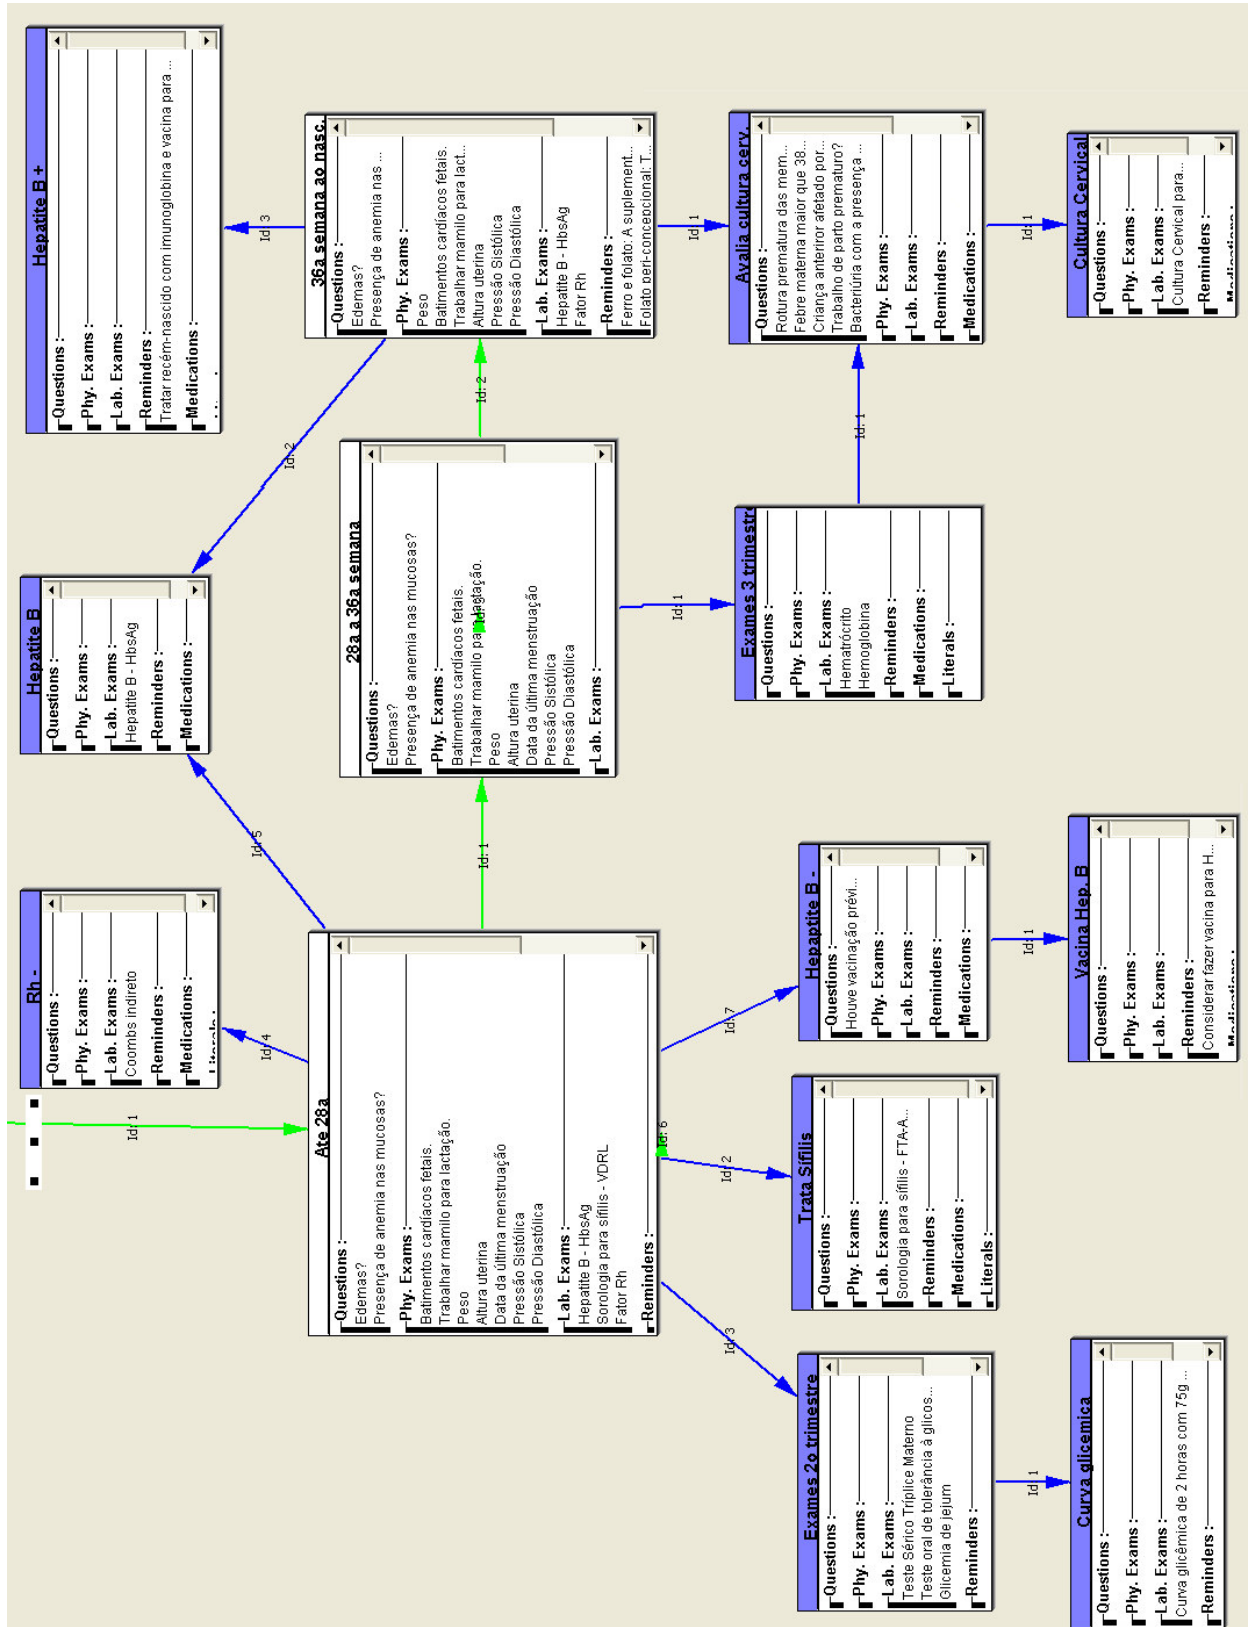 Rh -
Questions :
Phy. Exams :
Lab. Exams :
Coombs indireto
Reminders :
Medications :
Hepatite B
Questions :
Phy. Exams :
Lab. Exams :
Hepatite B - HbsAg
Reminders :
Medications :
Hepatite B +
Questions :
Phy. Exams :
Lab. Exams :
Reminders :
Tratar recém-nascido com imunoglobina e vacina para ...
Medications :
Id: 1
Id: 4
Id: 5
Id: 2
Id: 3
Ate 28a
Questions :
Edemas?
Presença de anemia nas mucosas?
Phy. Exams :
Batimentos cardíacos fetais.
Trabalhar mamilo para lactação.
Peso
Altura uterina
Data da última menstruação
Pressão Sistólica
Pressão Diastólica
Lab. Exams :
Hepatite B - HbsAg
Sorologia para sífilis - VDRL
Fator Rh
Reminders :
Id: 1
28a a 36a semana
Questions :
Edemas?
Presença de anemia nas mucosas?
Phy. Exams :
Batimentos cardíacos fetais.
Trabalhar mamilo para lactação.
Peso
Altura uterina
Data da última menstruação
Pressão Sistólica
Pressão Diastólica
Lab. Exams :
Id: 2
36a semana ao nasc.
Questions :
Edemas?
Presença de anemia nas ...
Phy. Exams :
Peso
Batimentos cardíacos fetais.
Trabalhar mamilo para lact...
Altura uterina
Pressão Sistólica
Pressão Diastólica
Lab. Exams :
Hepatite B - HbsAg
Fator Rh
Reminders :
Ferro e folato: A suplement...
Folato peri-concepcional: T...
Id: 3
Id: 2
Id: 6
Id: 7
Id: 1
Id: 1
Exames 2o trimestre
Questions :
Phy. Exams :
Lab. Exams :
Teste Sérico Tríplice Materno
Teste oral de tolerância à glicos...
Glicemia de jejum
Reminders :
Trata Sífilis
Questions :
Phy. Exams :
Lab. Exams :
Sorologia para sífilis - FTA-A...
Reminders :
Medications :
Literals :
Hepaptite B -
Questions :
Houve vacinação prévi...
Phy. Exams :
Lab. Exams :
Reminders :
Medications :
Exames 3 trimestre
Questions :
Phy. Exams :
Lab. Exams :
Hematrócrito
Hemoglobina
Reminders :
Medications :
Literals :
Id: 1
Avalia cultura cerv.
Questions :
Rotura prematura das mem...
Febre materna maior que 38...
Criança anteriror afetado por...
Trabalho de parto prematuro?
Bacteriúria com a presença ...
Phy. Exams :
Lab. Exams :
Reminders :
Medications :
Id: 1
Id: 1
Id: 1
Curva glicemica
Questions :
Phy. Exams :
Lab. Exams :
Curva glicêmica de 2 horas com 75g ...
Reminders :
Vacina Hep. B
Questions :
Phy. Exams :
Lab. Exams :
Reminders :
Considerar fazer vacina para H...
Medications :
Cultura Cervical
Questions :
Phy. Exams :
Lab. Exams :
Cultura Cervical para...
Reminders :
Medications :